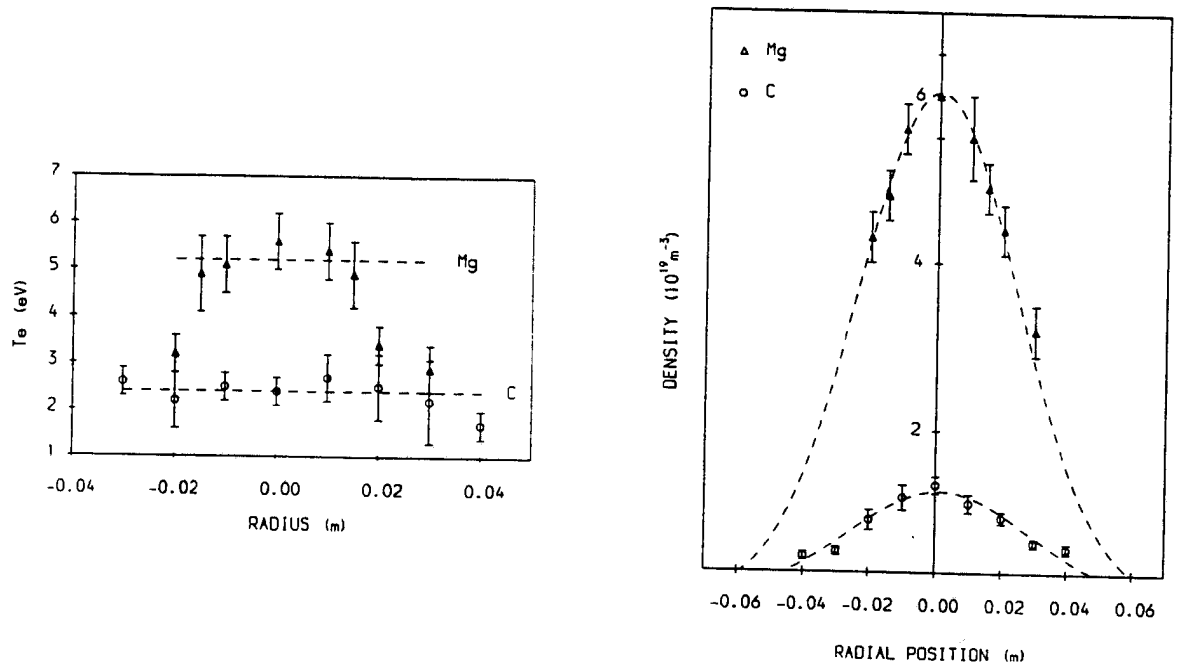 7
6
5
4
3
2
1
Te (eV)
Mg
C
-0.04 -0.02 0.00 0.02 0.04
RADIUS (m)
Mg
C
6
4
2
DENSITY (10¹⁹m⁻³)
-0.06 -0.04 -0.02 0.00 0.02 0.04 0.06
RADIAL POSITION (m)